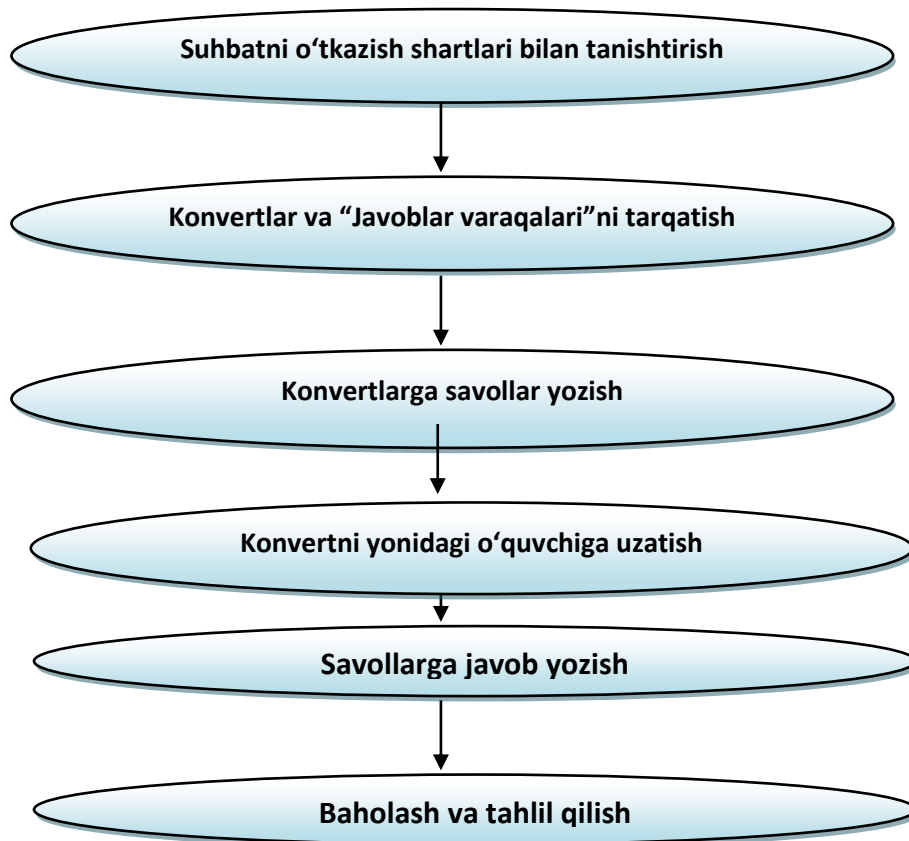 Suhbatni o‘tkazish shartlari bilan tanishtirish
Konvertlar va “Javoblar varaqalari”ni tarqatish
Konvertlarga savollar yozish
Konvertni yonidagi o‘quvchiga uzatish
Savollarga javob yozish
Baholash va tahlil qilish